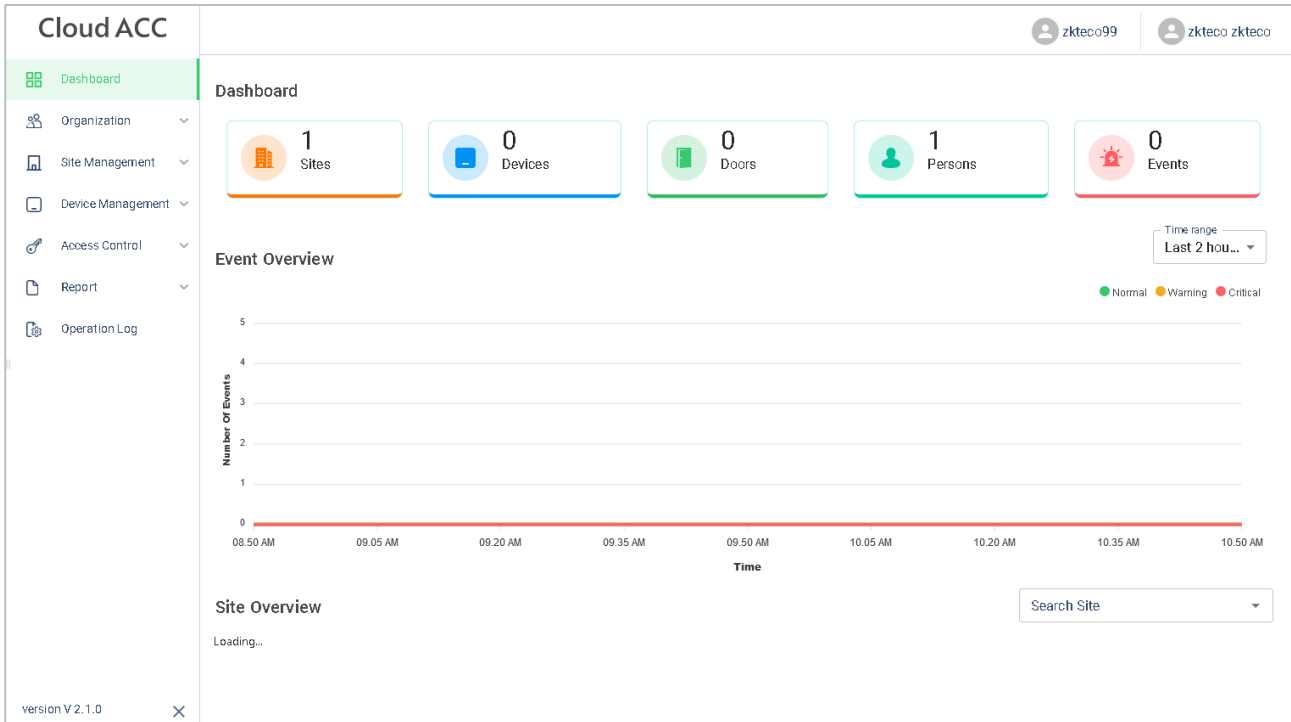 Cloud ACC
zkteco99
zkteco zkteco
Dashboard
Organization
Site Management
Device Management
Access Control
Report
Operation Log
version V 2.1.0
Dashboard
1
Sites
0
Devices
0
Doors
1
Persons
0
Events
Event Overview
Time range
Last 2 hou...
Normal Warning Critical
Number Of Events
5
4
3
2
1
0
08.50 AM 09.05 AM 09.20 AM 09.35 AM 09.50 AM 10.05 AM 10.20 AM 10.35 AM 10.50 AM
Time
Site Overview
Search Site
Loading...